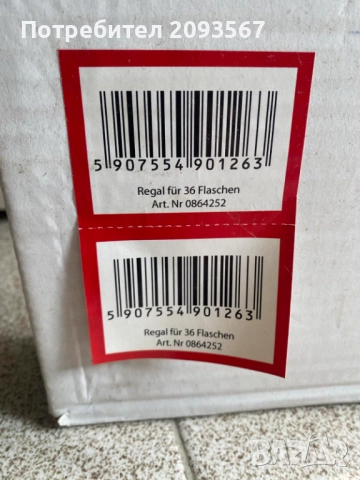 Потребител 2093567
5 907554 901263
Regal für 36 Flaschen
Art. Nr 0864252
5 907554 901263
Regal für 36 Flaschen
Art. Nr 0864252
BAZAR